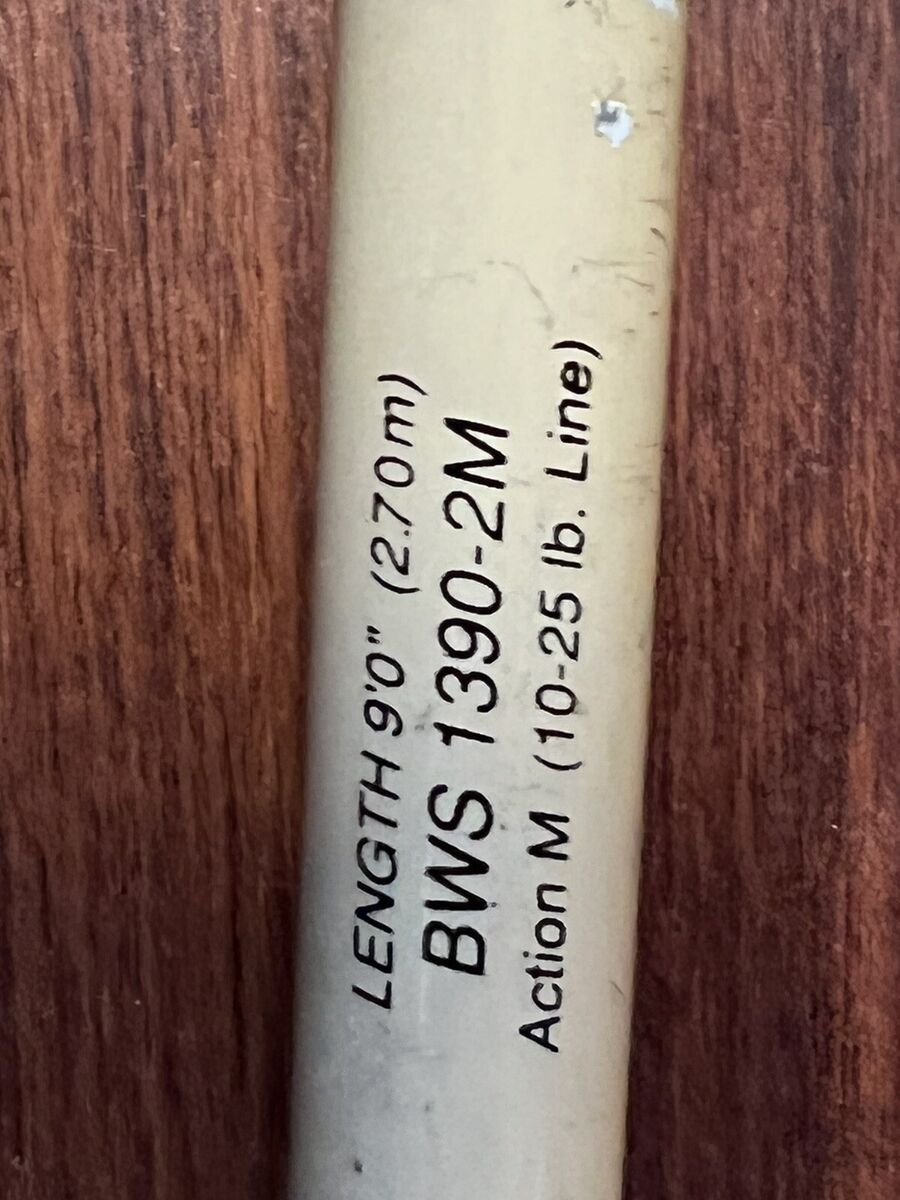 LENGTH 9'0" (2.70m)
BWS 1390-2M
Action M (10-25 lb. Line)